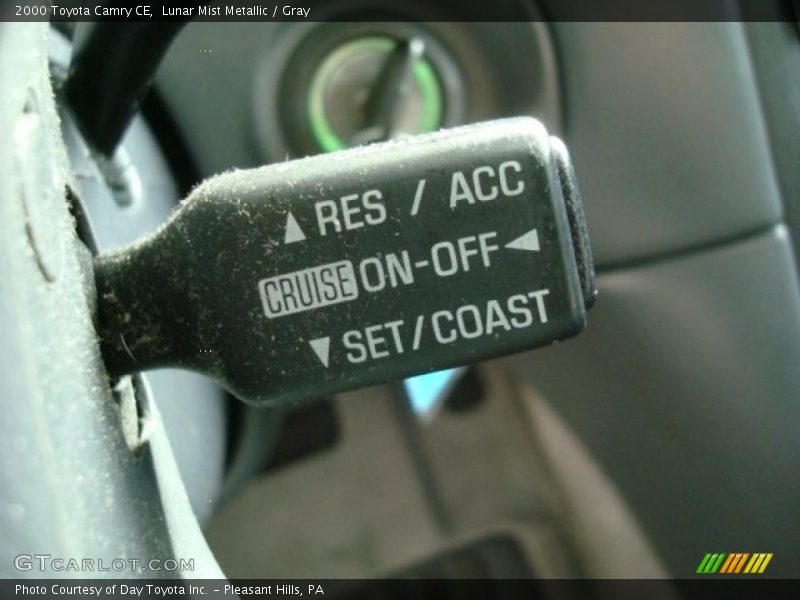 2000 Toyota Camry CE,  Lunar Mist Metallic / Gray
▲ RES / ACC
CRUISE ON-OFF ◀
▼ SET/COAST
GTCARLOT.COM
Photo Courtesy of Day Toyota Inc. – Pleasant Hills, PA